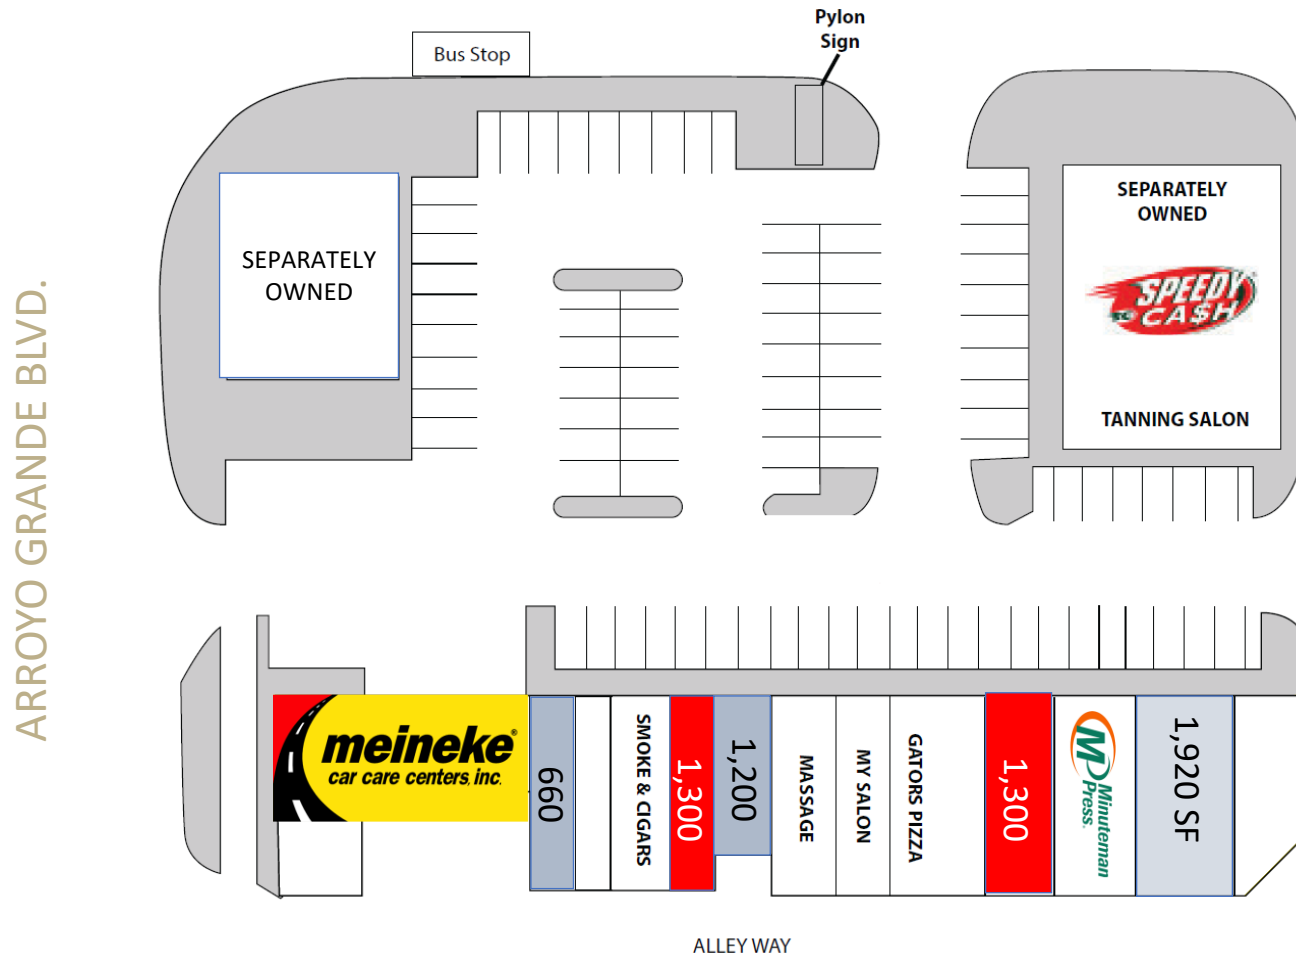 Pylon
Sign
Bus Stop
SEPARATELY
OWNED
SEPARATELY
OWNED
SPEEDY
CA$H
TANNING SALON
ARROYO GRANDE BLVD.
meineke®
car care centers, inc.
660
SMOKE & CIGARS
1,300
1,200
MASSAGE
MY SALON
GATORS PIZZA
1,300
Minuteman
Press.
1,920 SF
ALLEY WAY